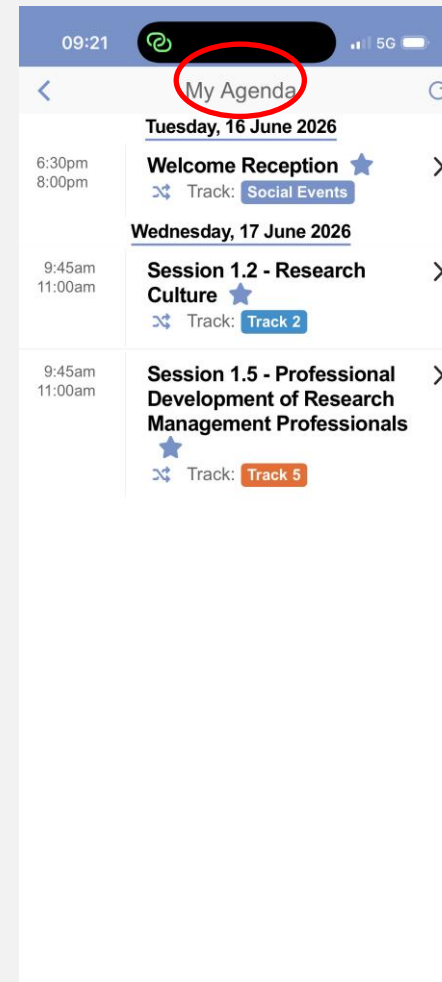 09:21
5G
My Agenda
Tuesday, 16 June 2026
6:30pm
8:00pm
Welcome Reception
Track: Social Events
Wednesday, 17 June 2026
9:45am
11:00am
Session 1.2 - Research
Culture
Track: Track 2
9:45am
11:00am
Session 1.5 - Professional
Development of Research
Management Professionals
Track: Track 5